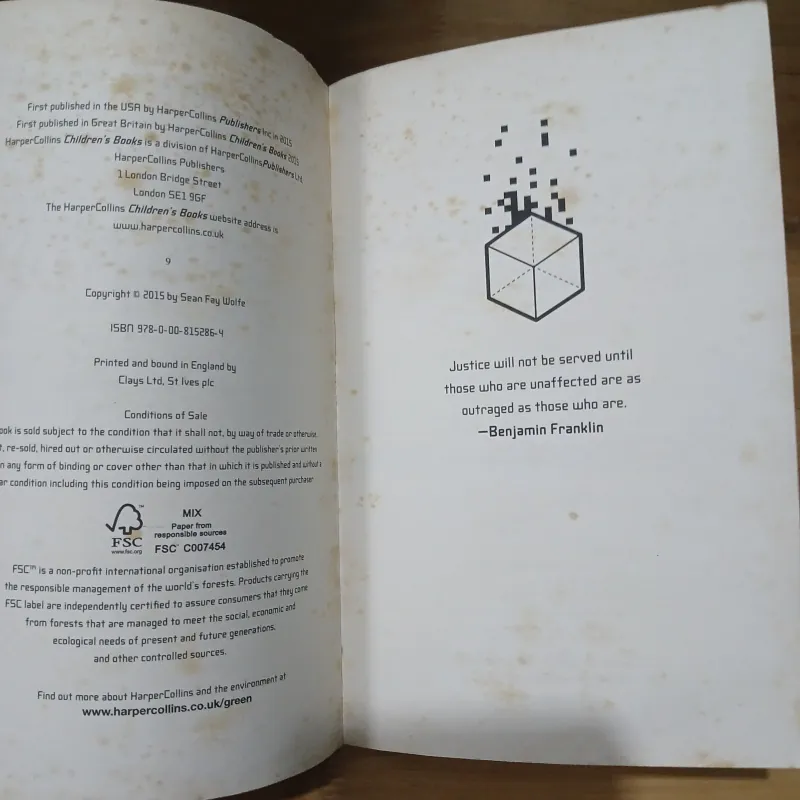 First published in the USA by HarperCollins Publishers Inc in 2015
First published in Great Britain by HarperCollins Children's Books 2015
HarperCollins Children's Books is a division of HarperCollinsPublishers Ltd
HarperCollins Publishers
1 London Bridge Street
London SE1 9GF
The HarperCollins Children's Books website address is
www.harpercollins.co.uk
9
Copyright © 2015 by Sean Fay Wolfe
ISBN 978-0-00-815286-4
Printed and bound in England by
Clays Ltd, St Ives plc
Conditions of Sale
ook is sold subject to the condition that it shall not, by way of trade or otherwise,
t, re-sold, hired out or otherwise circulated without the publisher's prior written
n any form of binding or cover other than that in which it is published and without a
ar condition including this condition being imposed on the subsequent purchaser
FSC™
www.fsc.org
MIX
Paper from
responsible sources
FSC® C007454
FSC™ is a non-profit international organisation established to promote
the responsible management of the world's forests. Products carrying the
FSC label are independently certified to assure consumers that they come
from forests that are managed to meet the social, economic and
ecological needs of present and future generations,
and other controlled sources.
Find out more about HarperCollins and the environment at
www.harpercollins.co.uk/green
Justice will not be served until
those who are unaffected are as
outraged as those who are.
—Benjamin Franklin